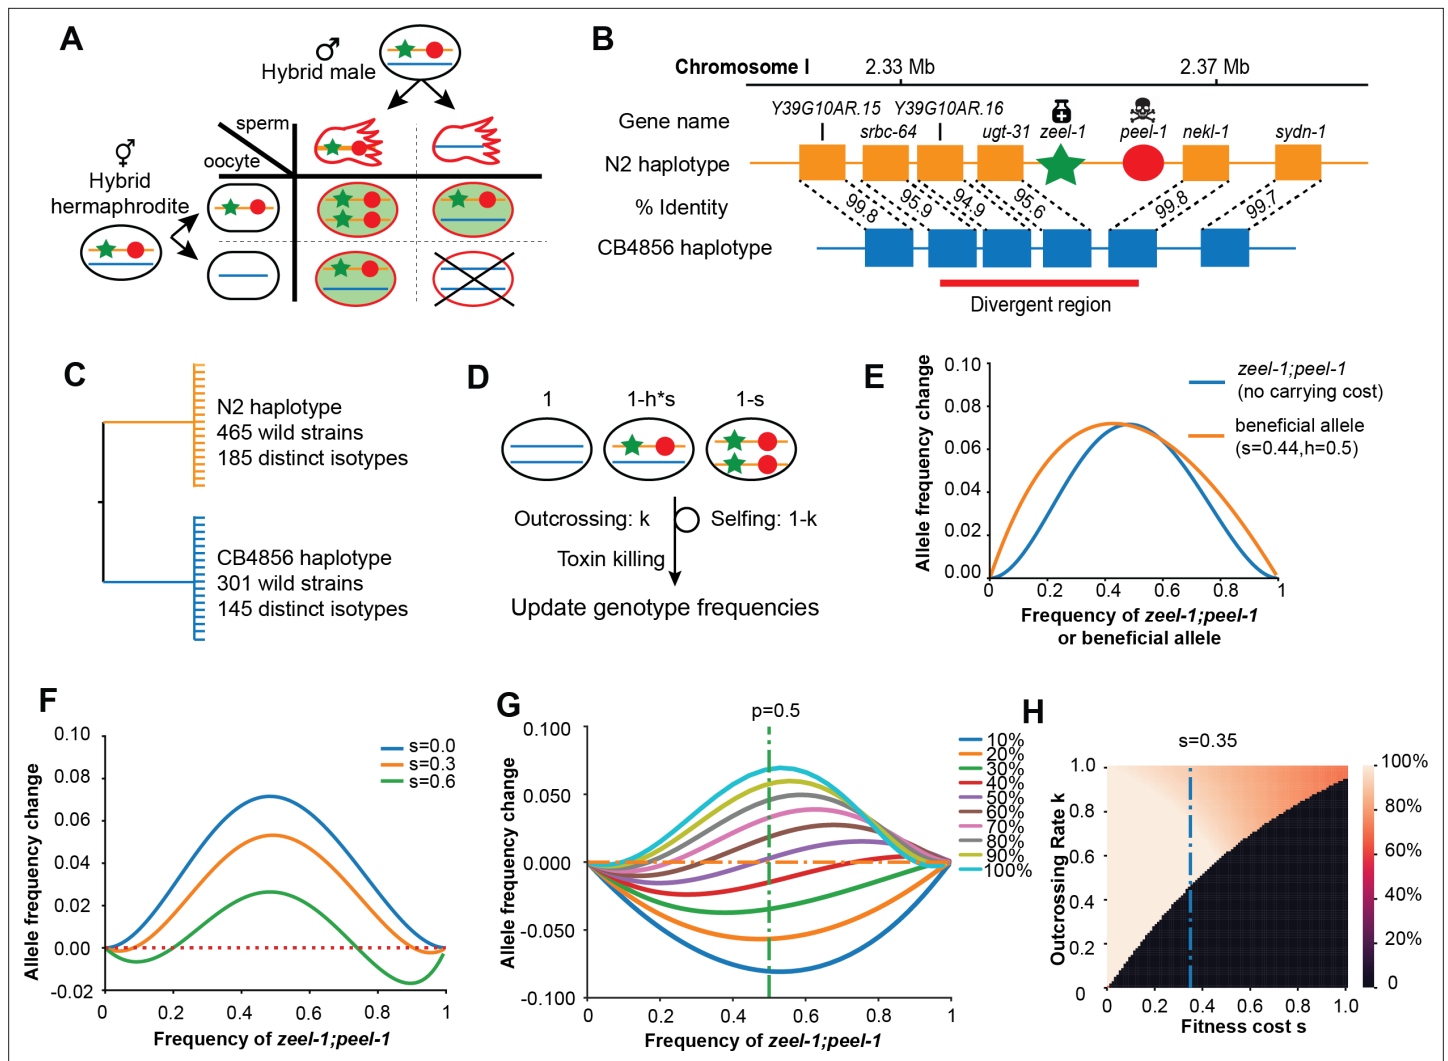 A
Hybrid male
sperm
oocyte
Hybrid
hermaphrodite
B
Chromosome I
2.33 Mb
2.37 Mb
Gene name
Y39G10AR.15
Y39G10AR.16
srbc-64
ugt-31
zeel-1
peel-1
nekl-1
sydn-1
N2 haplotype
% Identity
99.8
95.9
94.9
95.6
99.8
99.7
CB4856 haplotype
Divergent region
C
N2 haplotype
465 wild strains
185 distinct isotypes
CB4856 haplotype
301 wild strains
145 distinct isotypes
D
1
1-h*s
1-s
Outcrossing: k
Selfing: 1-k
Toxin killing
Update genotype frequencies
E
Allele frequency change
0.10
0.08
0.06
0.04
0.02
0.00
0
0.2
0.4
0.6
0.8
1
Frequency of zeel-1;peel-1
or beneficial allele
zeel-1;peel-1
(no carrying cost)
beneficial allele
(s=0.44,h=0.5)
F
Allele frequency change
0.10
0.08
0.06
0.04
0.02
0.00
-0.02
0
0.2
0.4
0.6
0.8
1
Frequency of zeel-1;peel-1
s=0.0
s=0.3
s=0.6
G
p=0.5
Allele frequency change
0.100
0.050
0.000
-0.050
-0.100
0
0.2
0.4
0.6
0.8
1
Frequency of zeel-1;peel-1
10%
20%
30%
40%
50%
60%
70%
80%
90%
100%
H
s=0.35
Outcrossing Rate k
1.0
0.8
0.6
0.4
0.2
0
0
0.2
0.4
0.6
0.8
1.0
Fitness cost s
100%
80%
60%
40%
20%
0